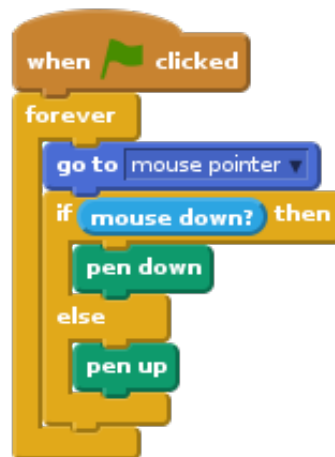 when clicked
forever
go to mouse pointer
if mouse down? then
pen down
else
pen up